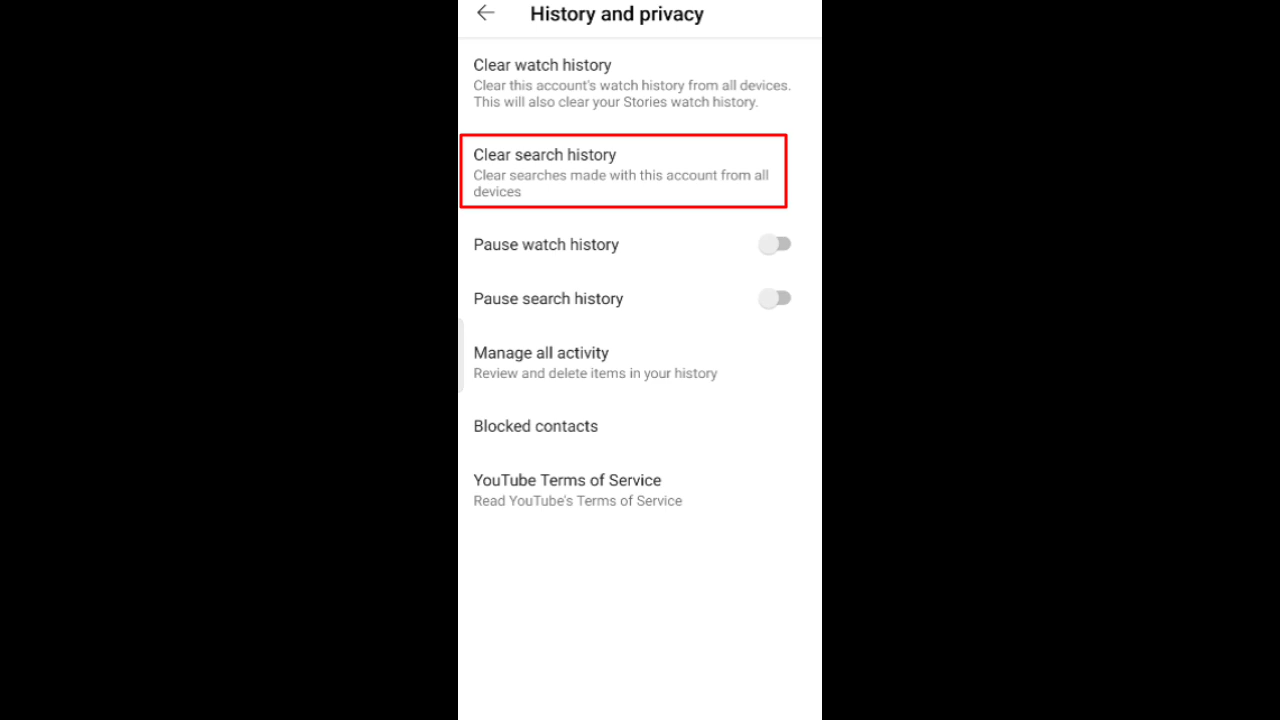 History and privacy
Clear watch history
Clear this account's watch history from all devices.
This will also clear your Stories watch history.
Clear search history
Clear searches made with this account from all
devices
Pause watch history
Pause search history
Manage all activity
Review and delete items in your history
Blocked contacts
YouTube Terms of Service
Read YouTube's Terms of Service